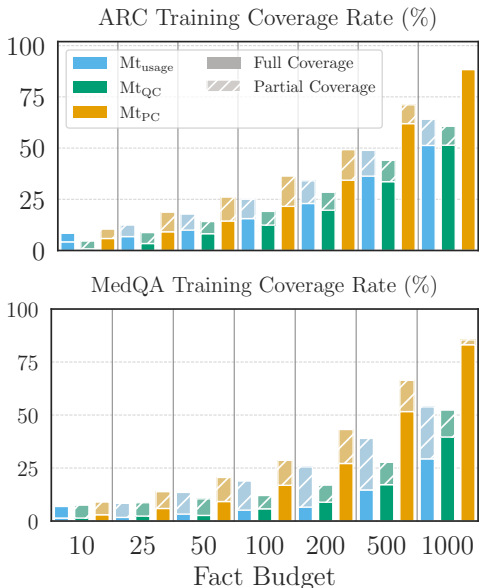 ARC Training Coverage Rate (%)
100
75
50
25
0
Mt_usage
Mt_QC
Mt_PC
Full Coverage
Partial Coverage
MedQA Training Coverage Rate (%)
100
75
50
25
0
10 25 50 100 200 500 1000
Fact Budget